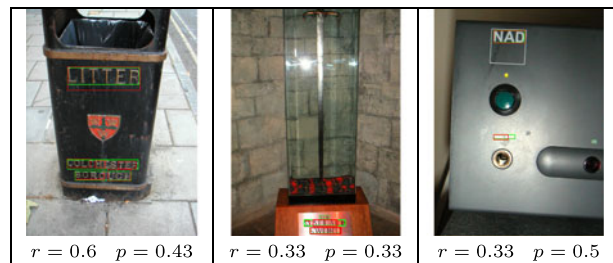 LITTER
COLCHESTER
BOROUGH
NAD
r = 0.6 p = 0.43
r = 0.33 p = 0.33
r = 0.33 p = 0.5